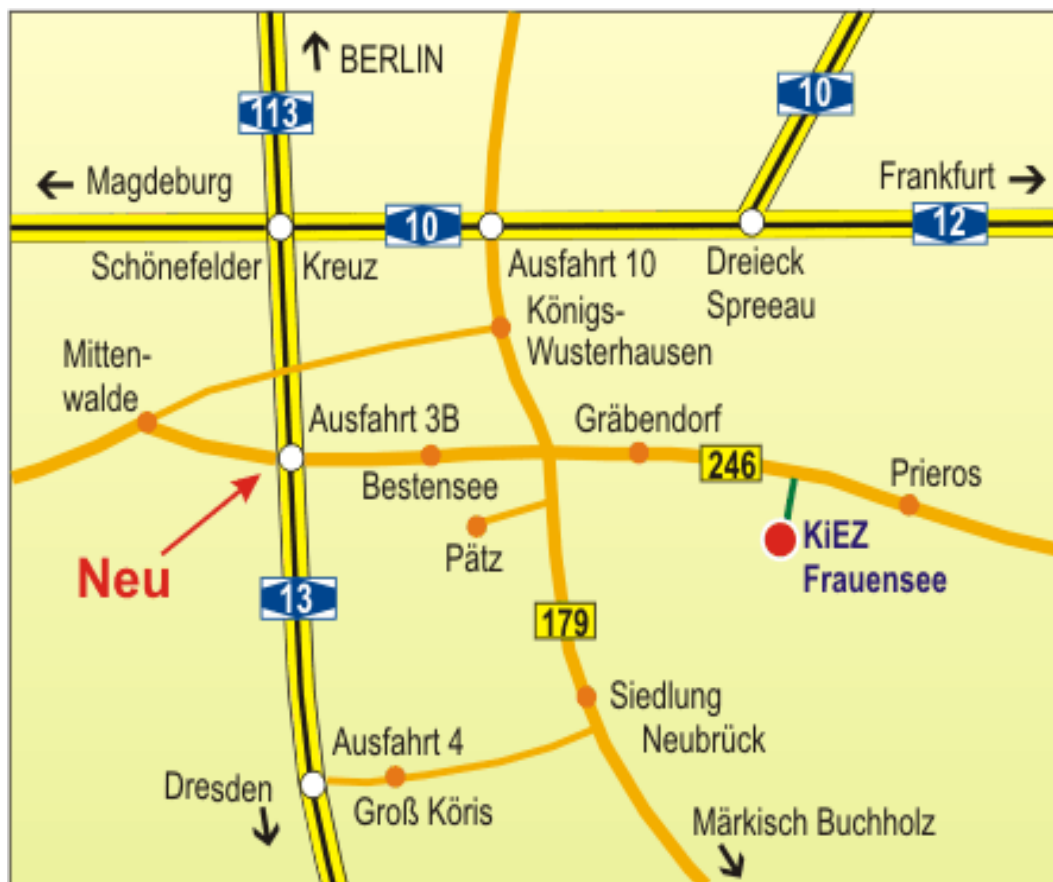 BERLIN
113
10
Magdeburg
Frankfurt
10
12
Schönefelder Kreuz
Ausfahrt 10
Dreieck
Spreeau
Königs-
Wusterhausen
Mitten-
walde
Ausfahrt 3B
Gräbendorf
246
Prieros
Bestensee
Pätz
KiEZ
Frauensee
Neu
13
179
Siedlung
Neubrück
Ausfahrt 4
Dresden
Groß Köris
Märkisch Buchholz